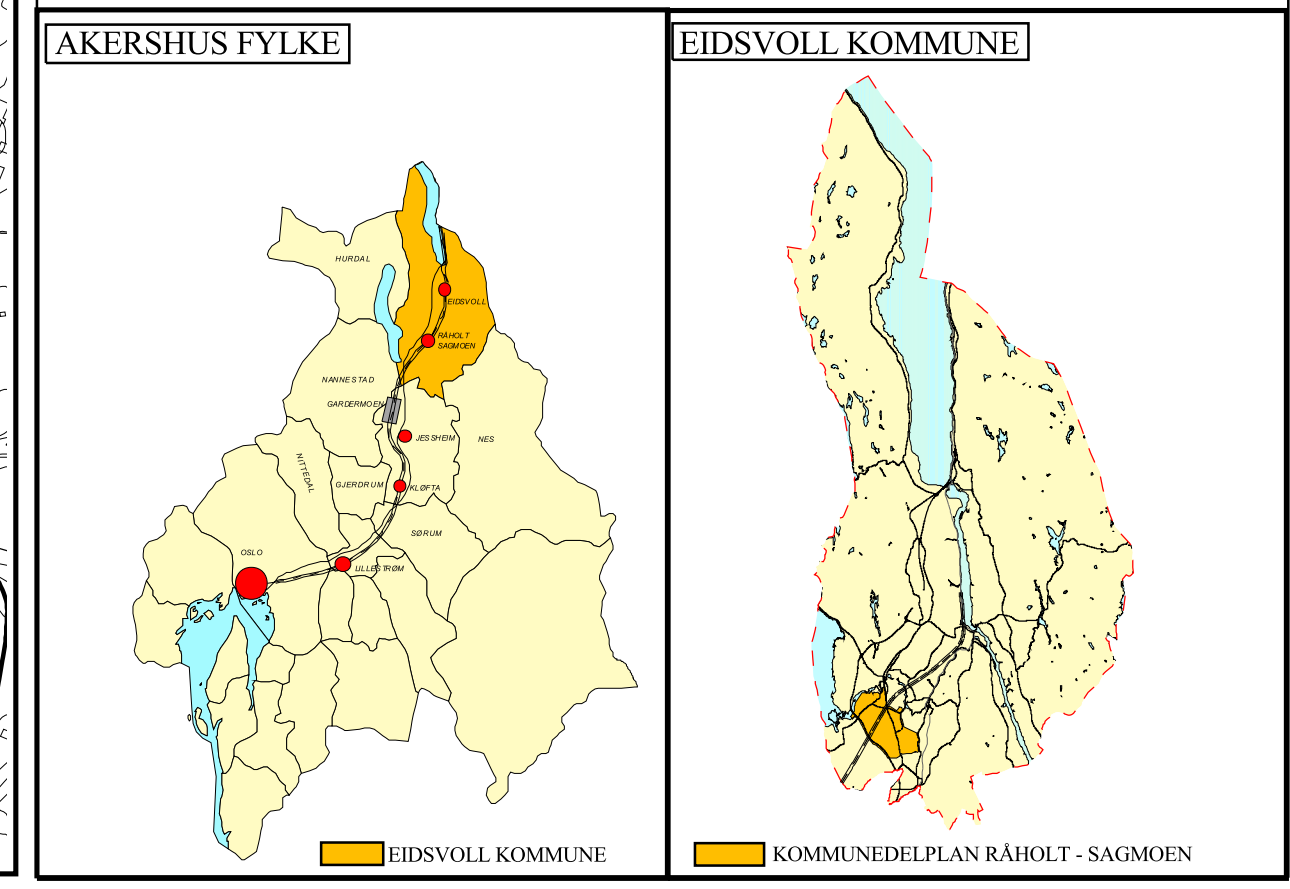 AKERSHUS FYLKE
HURDAL
EIDSVOLL
RÅHOLT
SAGMOEN
NANNESTAD
GARDERMOEN
JESSHEIM
NES
NITTEDAL
GJERDRUM
KLØFTA
SØRUM
OSLO
LILLESTRØM
EIDSVOLL KOMMUNE
EIDSVOLL KOMMUNE
KOMMUNEDELPLAN RÅHOLT - SAGMOEN